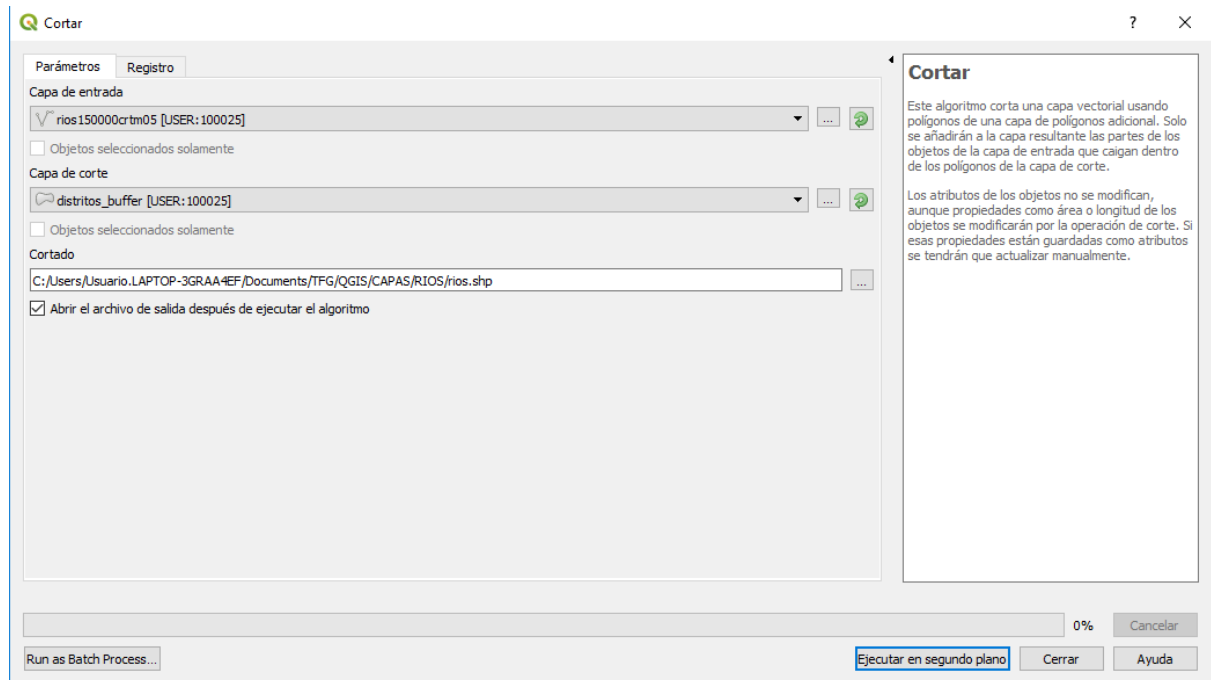 Cortar
?
Parámetros
Registro
Capa de entrada
rios150000crtm05 [USER:100025]
...
Objetos seleccionados solamente
Capa de corte
distritos_buffer [USER:100025]
...
Objetos seleccionados solamente
Cortado
C:/Users/Usuario.LAPTOP-3GRAA4EF/Documents/TFG/QGIS/CAPAS/RIOS/rios.shp
...
Abrir el archivo de salida después de ejecutar el algoritmo
Cortar
Este algoritmo corta una capa vectorial usando
polígonos de una capa de polígonos adicional. Solo
se añadirán a la capa resultante las partes de los
objetos de la capa de entrada que caigan dentro
de los polígonos de la capa de corte.
Los atributos de los objetos no se modifican,
aunque propiedades como área o longitud de los
objetos se modificarán por la operación de corte. Si
esas propiedades están guardadas como atributos
se tendrán que actualizar manualmente.
0%
Cancelar
Run as Batch Process...
Ejecutar en segundo plano
Cerrar
Ayuda